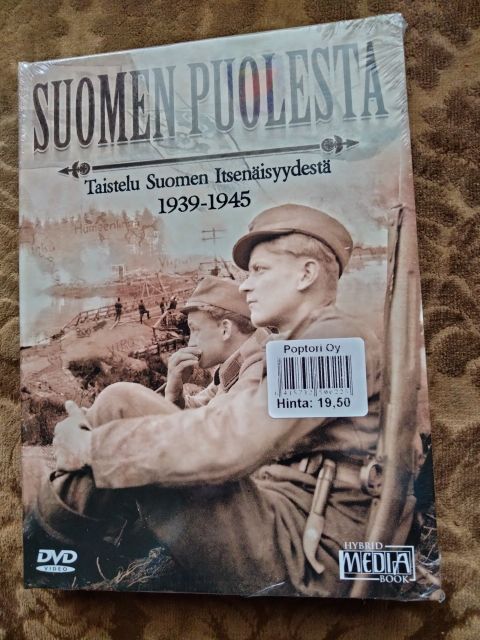 SUOMEN PUOLESTA
Taistelu Suomen Itsenäisyydestä
1939-1945
Poptori Oy
Hinta: 19,50
DVD
VIDEO
HYBRID
MEDIA
BOOK